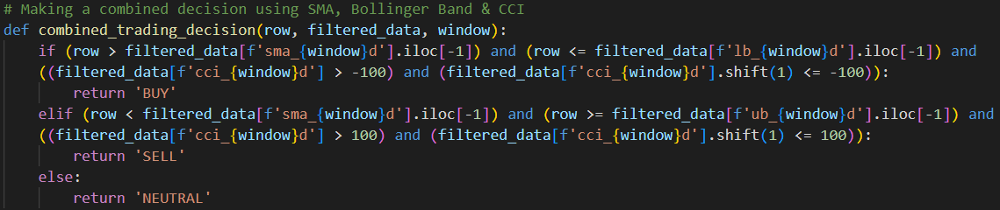 # Making a combined decision using SMA, Bollinger Band & CCI
def combined_trading_decision(row, filtered_data, window):
    if (row > filtered_data[f'sma_{window}d'].iloc[-1]) and (row <= filtered_data[f'lb_{window}d'].iloc[-1]) and
    ((filtered_data[f'cci_{window}d'] > -100) and (filtered_data[f'cci_{window}d'].shift(1) <= -100)):
        return 'BUY'
    elif (row < filtered_data[f'sma_{window}d'].iloc[-1]) and (row >= filtered_data[f'ub_{window}d'].iloc[-1]) and
    ((filtered_data[f'cci_{window}d'] > 100) and (filtered_data[f'cci_{window}d'].shift(1) <= 100)):
        return 'SELL'
    else:
        return 'NEUTRAL'